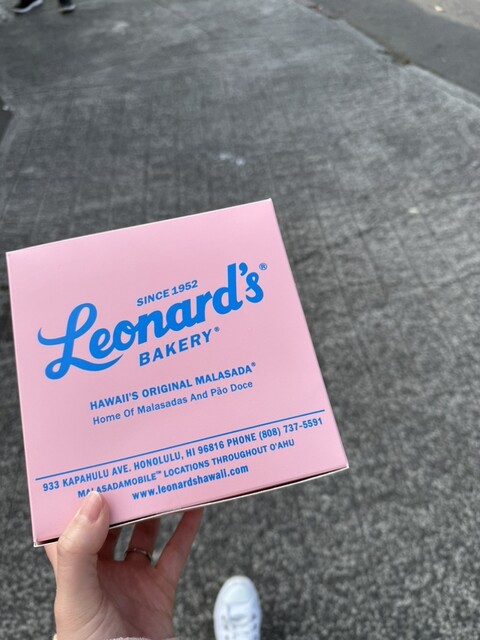 SINCE 1952
Leonard's®
BAKERY®
HAWAII'S ORIGINAL MALASADA®
Home Of Malasadas And Pão Doce
933 KAPAHULU AVE. HONOLULU, HI 96816 PHONE (808) 737-5591
MALASADAMOBILE™ LOCATIONS THROUGHOUT O'AHU
www.leonardshawaii.com